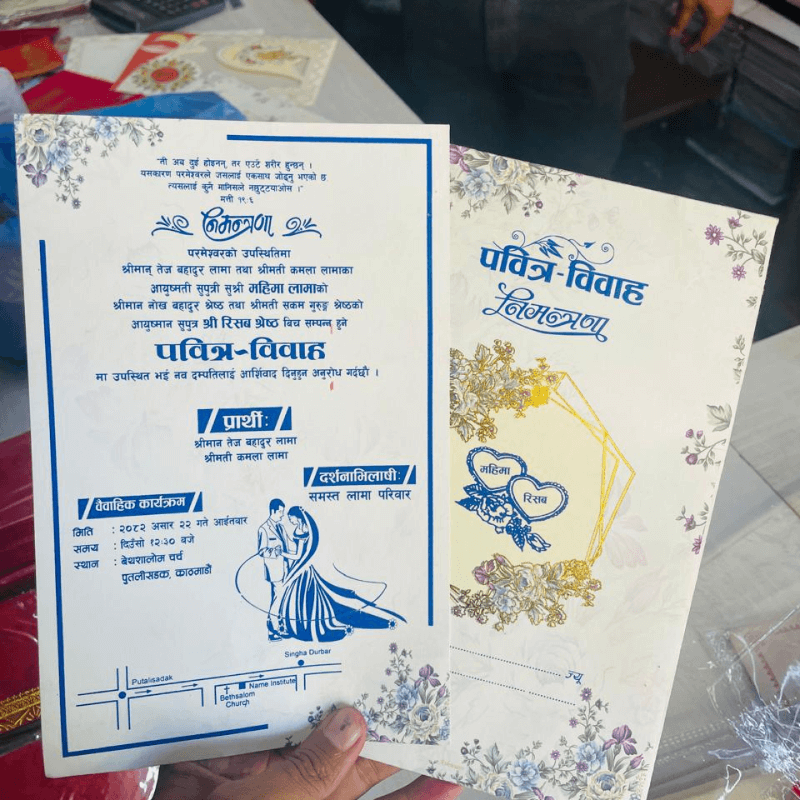 "ती अब दुई होइनन्, तर एउटै शरीर हुन्छन् ।
यसकारण परमेश्वरले जसलाई एकसाथ जोड्नु भएको छ
त्यसलाई कुनै मानिसले नछुट्टयाओस ।"
मत्ती १९:६
निमन्त्रणा
परमेश्वरको उपस्थितिमा
श्रीमान् तेज बहादुर लामा तथा श्रीमती कमला लामाका
आयुष्मती सुपुत्री सुश्री महिमा लामाको
श्रीमान नोख बहादुर श्रेष्ठ तथा श्रीमती सकम गुरुङ्ग श्रेष्ठको
आयुष्मान सुपुत्र श्री रिसब श्रेष्ठ बिच सम्पन्न हुने
पवित्र-विवाह
मा उपस्थित भई नव दम्पतिलाई आर्शिवाद दिनुहुन अनुरोध गर्दछौ ।
प्रार्थीः
श्रीमान तेज बहादुर लामा
श्रीमती कमला लामा
दर्शनाभिलाषीः
समस्त लामा परिवार
वैवाहिक कार्यक्रम
मिति : २०८२ असार २२ गते आईतबार
समय : दिउँसो १२:३० बजे
स्थान : बेथशालोम चर्च
पुतलीसडक, काठमाडौं
Singha Durbar
Putalisadak
Name Institute
Bethsalom
Church
पवित्र-विवाह
निमन्त्रणा
महिमा
रिसब
ज्यू